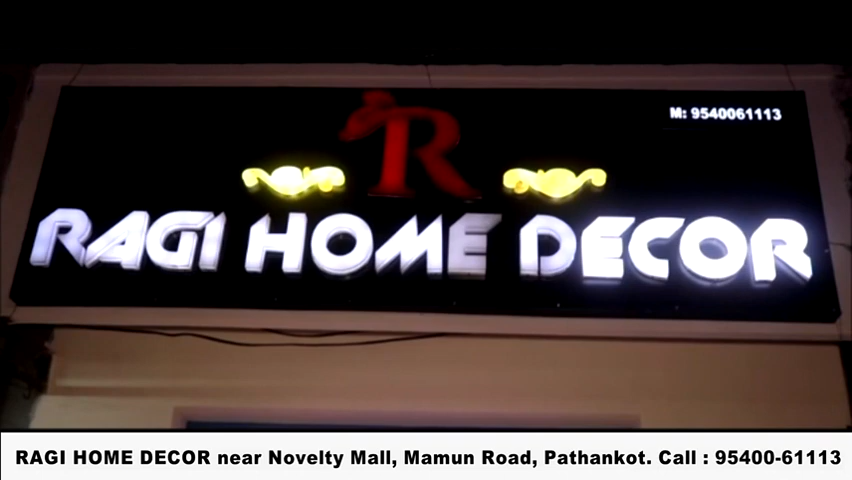 M: 9540061113
R
RAGI HOME DECOR
RAGI HOME DECOR near Novelty Mall, Mamun Road, Pathankot. Call : 95400-61113